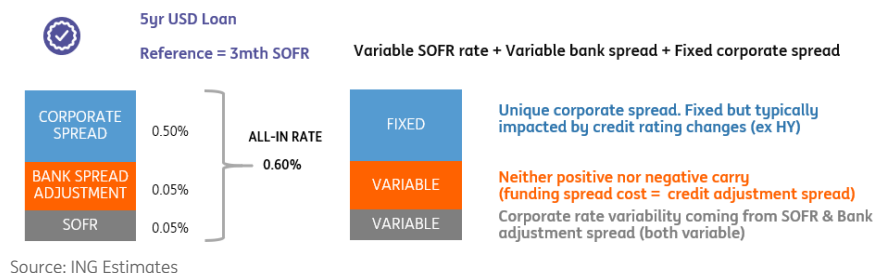 5yr USD Loan
Reference = 3mth SOFR
Variable SOFR rate + Variable bank spread + Fixed corporate spread
CORPORATE
SPREAD
0.50%
BANK SPREAD
ADJUSTMENT
0.05%
SOFR
0.05%
ALL-IN RATE
0.60%
FIXED
Unique corporate spread. Fixed but typically
impacted by credit rating changes (ex HY)
VARIABLE
Neither positive nor negative carry
(funding spread cost = credit adjustment spread)
VARIABLE
Corporate rate variability coming from SOFR & Bank
adjustment spread (both variable)
Source: ING Estimates